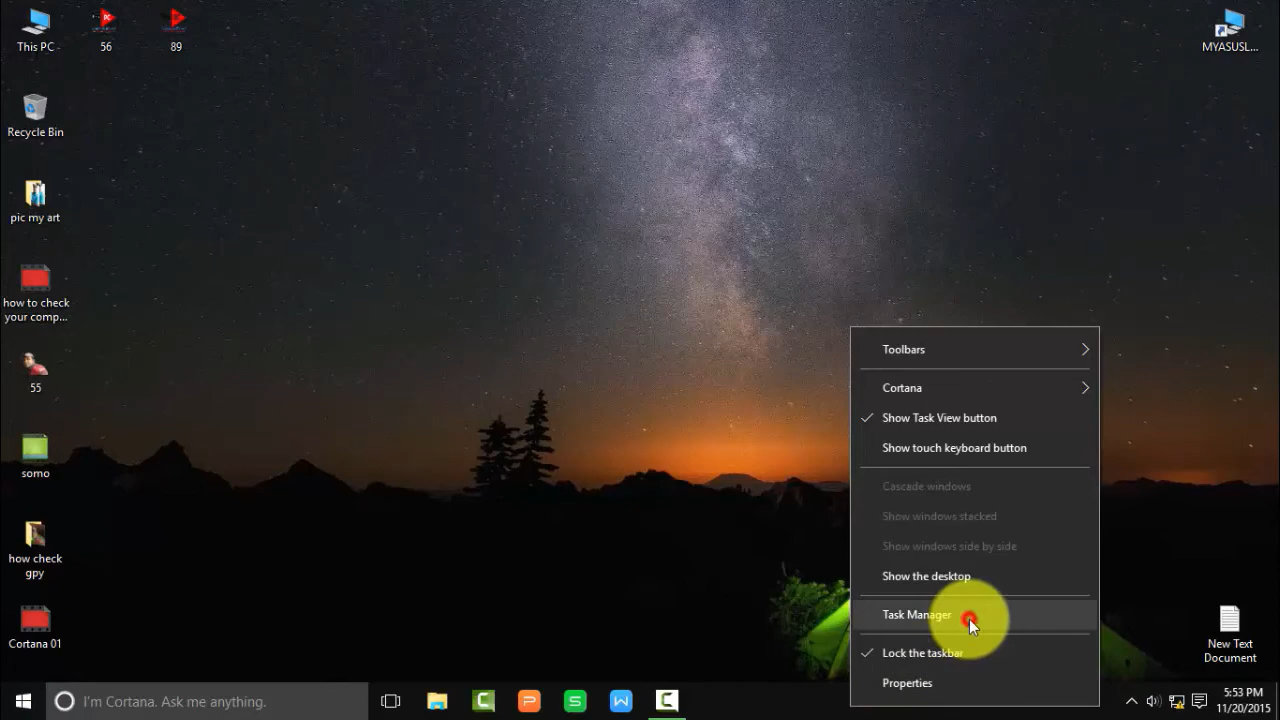 This PC
56
89
MYASUSL...
Recycle Bin
pic my art
how to check
your comp...
55
somo
how check
gpy
Cortana 01
Toolbars
Cortana
Show Task View button
Show touch keyboard button
Cascade windows
Show windows stacked
Show windows side by side
Show the desktop
Task Manager
Lock the taskbar
Properties
New Text
Document
I'm Cortana. Ask me anything.
5:53 PM
11/20/2015